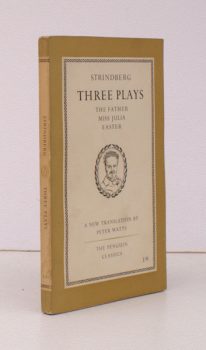 STRINDBERG
THREE PLAYS
THE FATHER
MISS JULIA
EASTER
A NEW TRANSLATION BY
PETER WATTS
THE PENGUIN
CLASSICS
STRINDBERG
THREE PLAYS